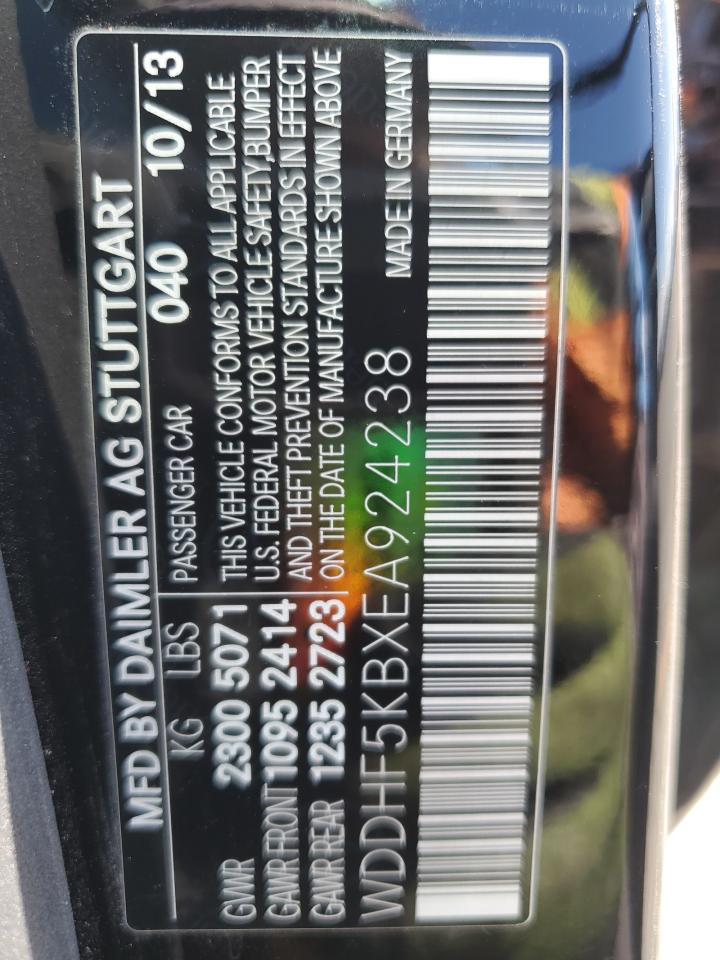 MFD BY DAIMLER AG STUTTGART
KG LBS PASSENGER CAR 040 10/13
GWR 2300 5071 THIS VEHICLE CONFORMS TO ALL APPLICABLE
U.S. FEDERAL MOTOR VEHICLE SAFETY,BUMPER
GAWR FRONT 1095 2414 AND THEFT PREVENTION STANDARDS IN EFFECT
GAWR REAR 1235 2723 ON THE DATE OF MANUFACTURE SHOWN ABOVE
WDDHF5KBXEA924238 MADE IN GERMANY